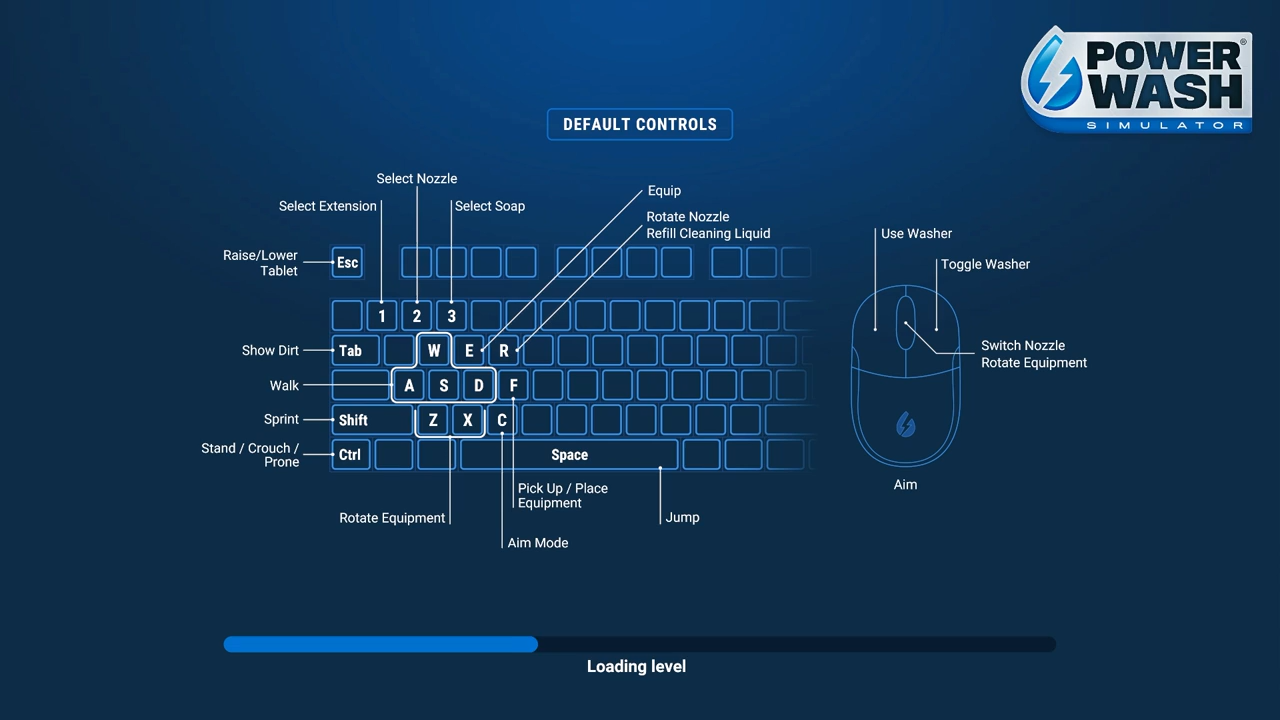 POWER
WASH
SIMULATOR
®
DEFAULT CONTROLS
Select Nozzle
Select Extension
Select Soap
Equip
Rotate Nozzle
Refill Cleaning Liquid
Use Washer
Toggle Washer
Raise/Lower
Tablet
Esc
1 2 3
Show Dirt
Tab W E R
Switch Nozzle
Rotate Equipment
Walk
A S D F
Sprint
Shift Z X C
Stand / Crouch /
Prone
Ctrl Space
Aim
Pick Up / Place
Equipment
Rotate Equipment
Jump
Aim Mode
Loading level